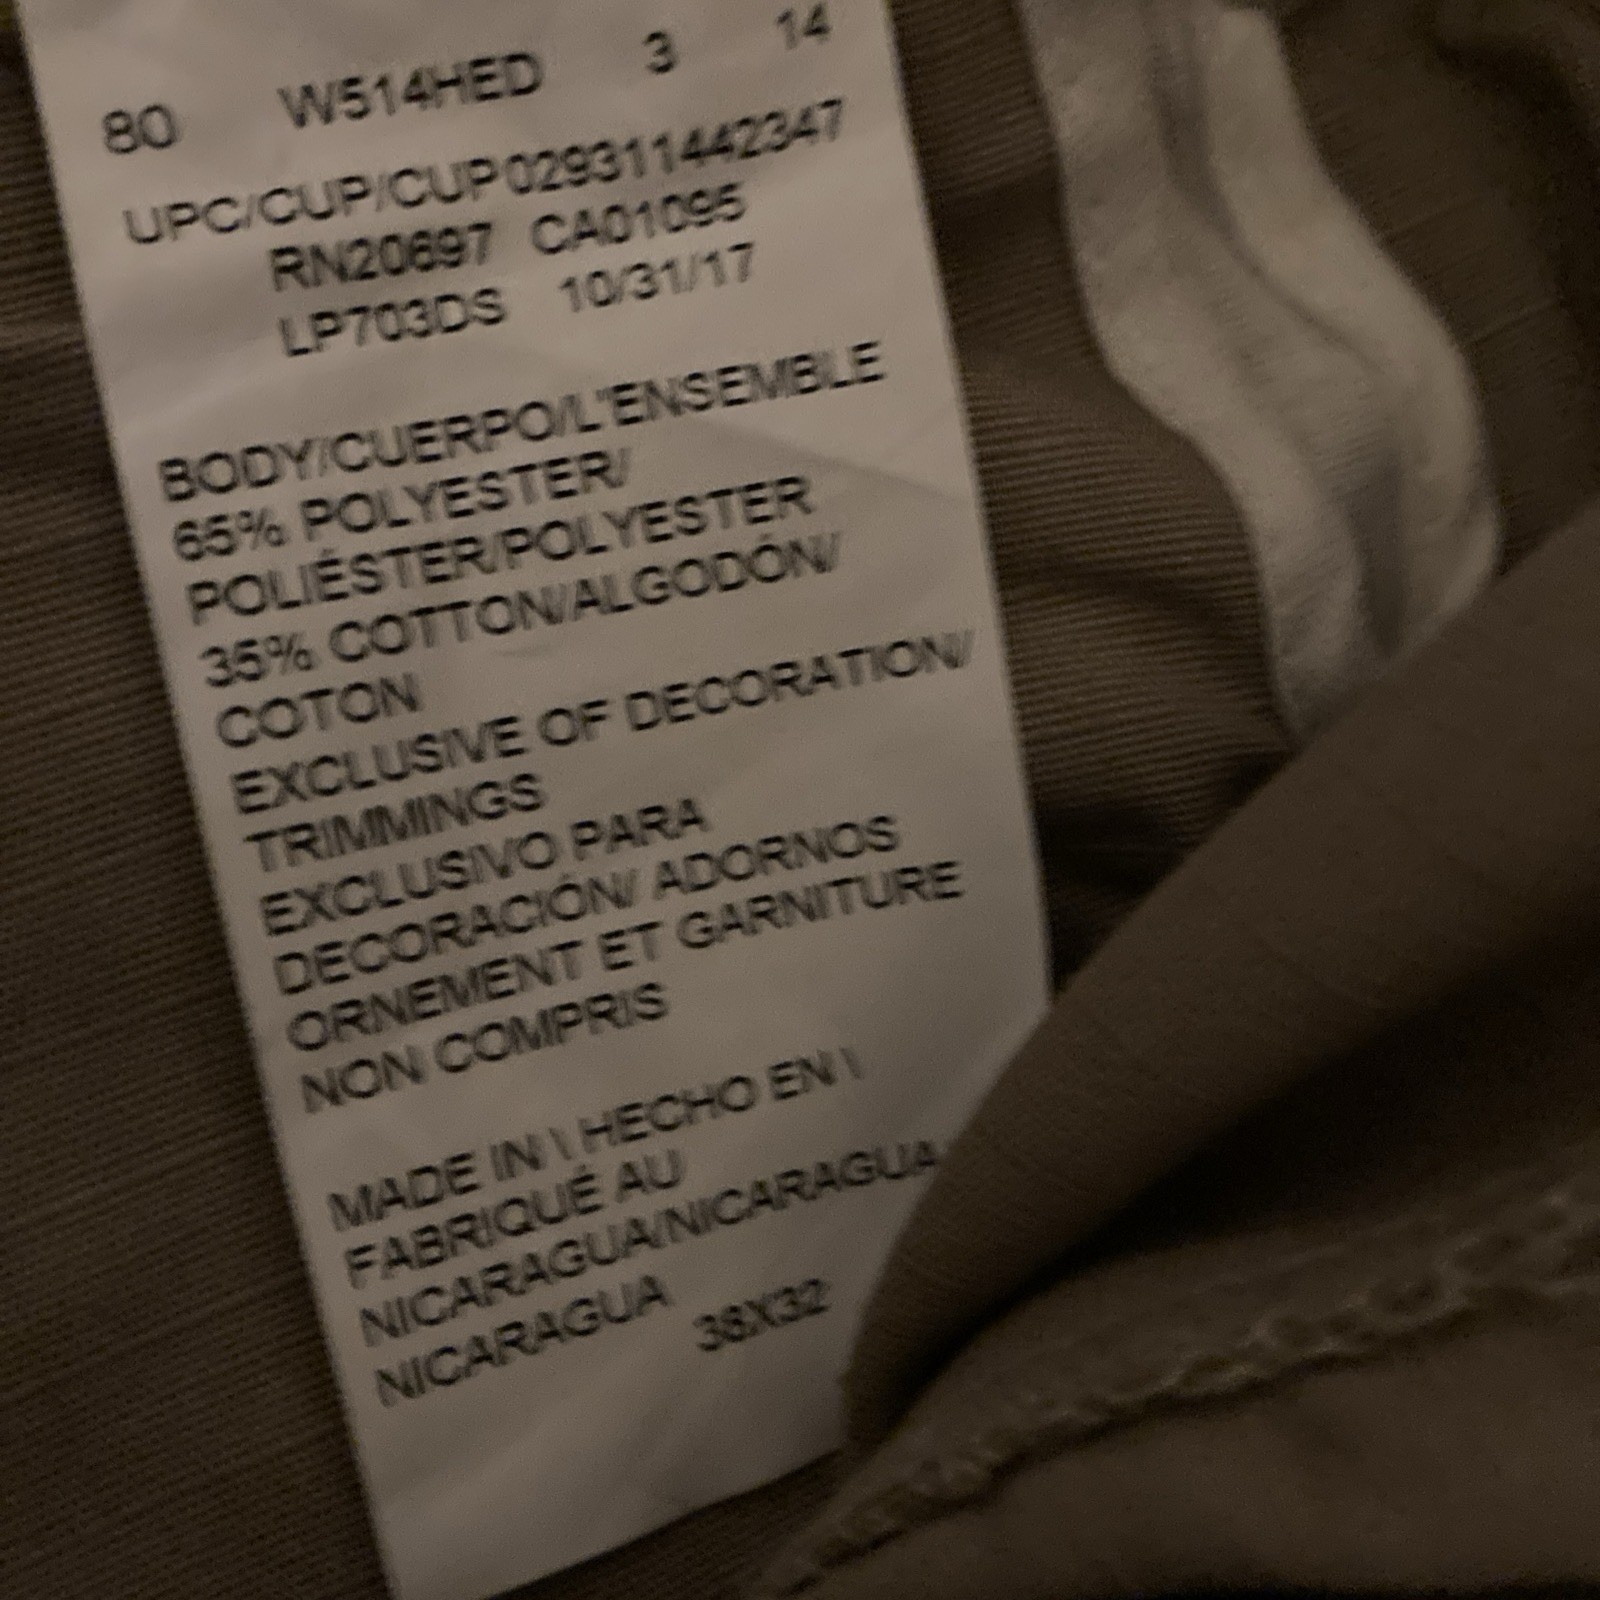 80 W514HED 3 14
UPC/CUP/CUP029311442347
RN20697 CA01095
LP703DS 10/31/17
BODY/CUERPO/L'ENSEMBLE
65% POLYESTER/
POLIÉSTER/POLYESTER
35% COTTON/ALGODÓN/
COTON
EXCLUSIVE OF DECORATION/
TRIMMINGS
EXCLUSIVO PARA
DECORACIÓN/ ADORNOS
ORNEMENT ET GARNITURE
NON COMPRIS
MADE IN \ HECHO EN \
FABRIQUÉ AU
NICARAGUA/NICARAGUA/
NICARAGUA
38X32